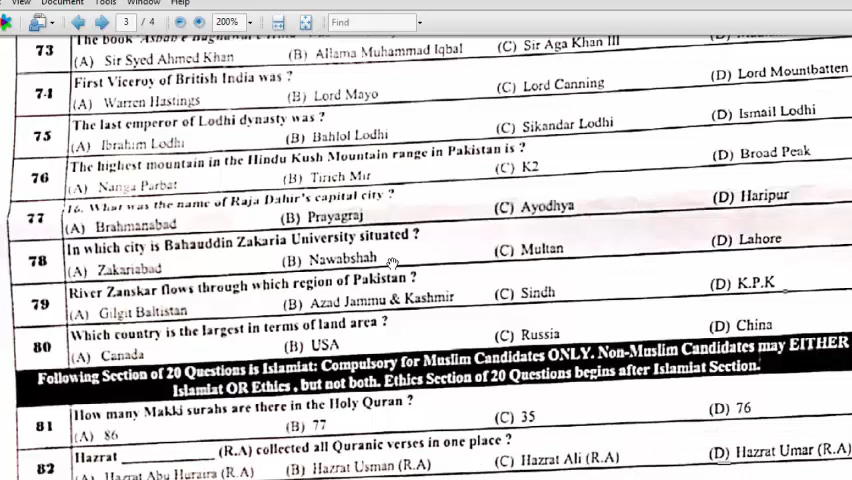 View Document Tools Window Help
3 / 4 200% Find
73 The book
(A) Sir Syed Ahmed Khan (B) Allama Muhammad Iqbal (C) Sir Aga Khan III (D)
74 First Viceroy of British India was ?
(A) Warren Hastings (B) Lord Mayo (C) Lord Canning (D) Lord Mountbatten
75 The last emperor of Lodhi dynasty was ?
(A) Ibrahim Lodhi (B) Bahlol Lodhi (C) Sikandar Lodhi (D) Ismail Lodhi
76 The highest mountain in the Hindu Kush Mountain range in Pakistan is ?
(A) Nanga Parbat (B) Tirich Mir (C) K2 (D) Broad Peak
77 16. What was the name of Raja Dahir's capital city ?
(A) Brahmanabad (B) Prayagraj (C) Ayodhya (D) Haripur
78 In which city is Bahauddin Zakaria University situated ?
(A) Zakariabad (B) Nawabshah (C) Multan (D) Lahore
79 River Zanskar flows through which region of Pakistan ?
(A) Gilgit Baltistan (B) Azad Jammu & Kashmir (C) Sindh (D) K.P.K
80 Which country is the largest in terms of land area ?
(A) Canada (B) USA (C) Russia (D) China
Following Section of 20 Questions is Islamiat: Compulsory for Muslim Candidates ONLY. Non-Muslim Candidates may EITHER
Islamiat OR Ethics , but not both. Ethics Section of 20 Questions begins after Islamiat Section.
81 How many Makki surahs are there in the Holy Quran ?
(A) 86 (B) 77 (C) 35 (D) 76
82 Hazrat __________ (R.A) collected all Quranic verses in one place ?
(A) Hazrat Abu Huraira (R.A) (B) Hazrat Usman (R.A) (C) Hazrat Ali (R.A) (D) Hazrat Umar (R.A)